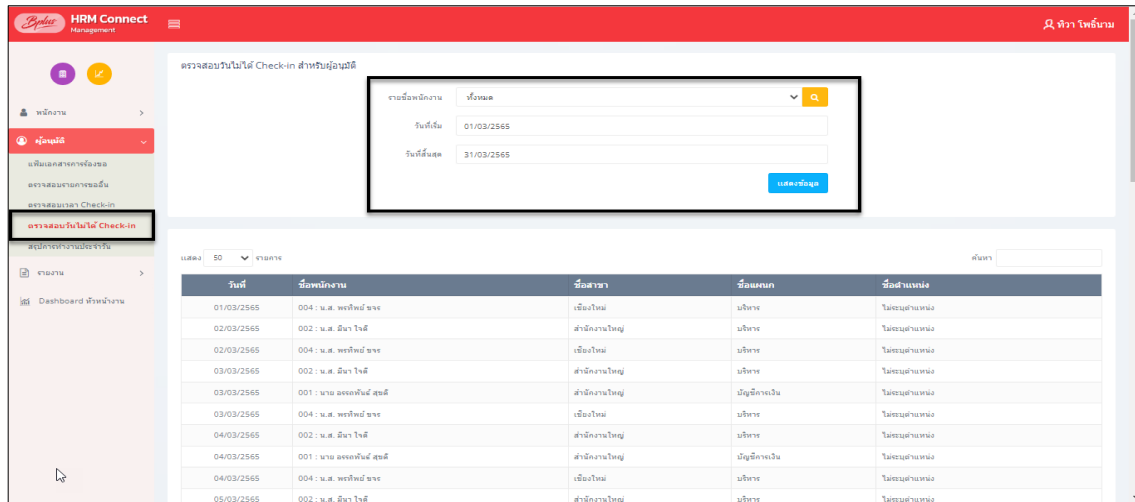 Bplus HRM Connect
Management
ทิวา โพธิ์นาม
ตรวจสอบวันไม่ได้ Check-in สำหรับผู้อนุมัติ
รายชื่อพนักงาน ทั้งหมด
วันที่เริ่ม 01/03/2565
วันที่สิ้นสุด 31/03/2565
แสดงข้อมูล
พนักงาน
ผู้อนุมัติ
แฟ้มเอกสารการร้องขอ
ตรวจสอบรายการขออื่น
ตรวจสอบเวลา Check-in
ตรวจสอบวันไม่ได้ Check-in
สรุปการทำงานประจำวัน
รายงาน
Dashboard หัวหน้างาน
แสดง 50 รายการ
ค้นหา
วันที่ ชื่อพนักงาน ชื่อสาขา ชื่อแผนก ชื่อตำแหน่ง
01/03/2565 004 : น.ส. พรทิพย์ ขจร เชียงใหม่ บริหาร ไม่ระบุตำแหน่ง
02/03/2565 002 : น.ส. มีนา ใจดี สำนักงานใหญ่ บริหาร ไม่ระบุตำแหน่ง
02/03/2565 004 : น.ส. พรทิพย์ ขจร เชียงใหม่ บริหาร ไม่ระบุตำแหน่ง
03/03/2565 002 : น.ส. มีนา ใจดี สำนักงานใหญ่ บริหาร ไม่ระบุตำแหน่ง
03/03/2565 001 : นาย อรรถพันธ์ สุขดี สำนักงานใหญ่ บัญชีการเงิน ไม่ระบุตำแหน่ง
03/03/2565 004 : น.ส. พรทิพย์ ขจร เชียงใหม่ บริหาร ไม่ระบุตำแหน่ง
04/03/2565 002 : น.ส. มีนา ใจดี สำนักงานใหญ่ บริหาร ไม่ระบุตำแหน่ง
04/03/2565 001 : นาย อรรถพันธ์ สุขดี สำนักงานใหญ่ บัญชีการเงิน ไม่ระบุตำแหน่ง
04/03/2565 004 : น.ส. พรทิพย์ ขจร เชียงใหม่ บริหาร ไม่ระบุตำแหน่ง
05/03/2565 002 : น.ส. มีนา ใจดี สำนักงานใหญ่ บริหาร ไม่ระบุตำแหน่ง